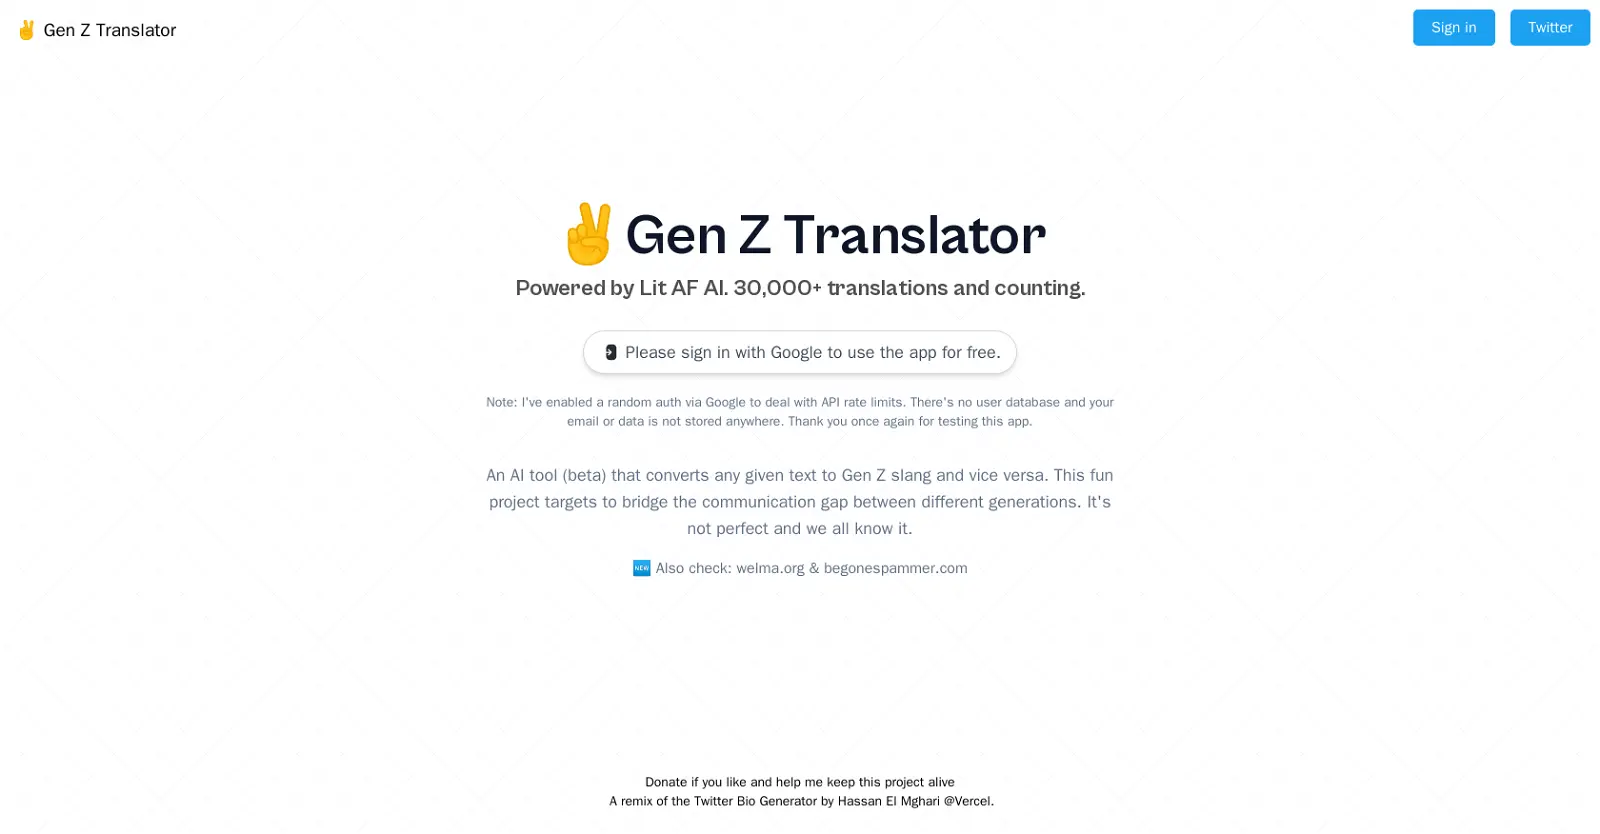 ✌️ Gen Z Translator
Sign in
Twitter
✌️Gen Z Translator
Powered by Lit AF AI. 30,000+ translations and counting.
Please sign in with Google to use the app for free.
Note: I've enabled a random auth via Google to deal with API rate limits. There's no user database and your
email or data is not stored anywhere. Thank you once again for testing this app.
An AI tool (beta) that converts any given text to Gen Z slang and vice versa. This fun
project targets to bridge the communication gap between different generations. It's
not perfect and we all know it.
🆕 Also check: welma.org & begonespammer.com
Donate if you like and help me keep this project alive
A remix of the Twitter Bio Generator by Hassan El Mghari @Vercel.